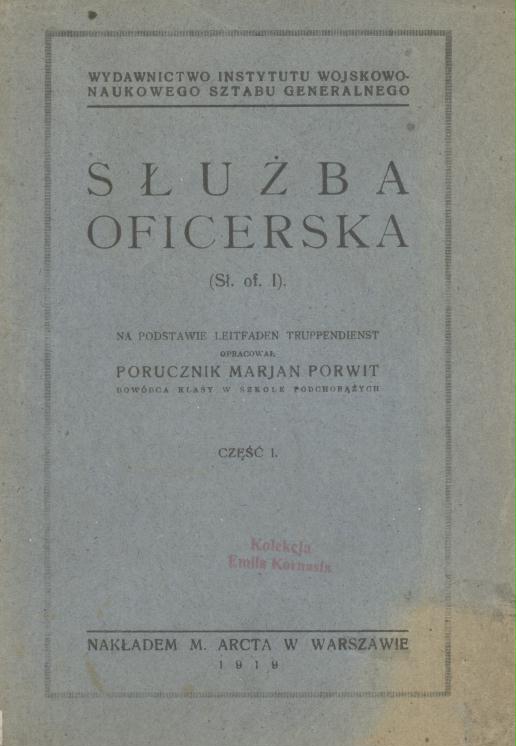 WYDAWNICTWO INSTYTUTU WOJSKOWO-
NAUKOWEGO SZTABU GENERALNEGO
SŁUŻBA
OFICERSKA
(Sł. of. I).
NA PODSTAWIE LEITFADEN TRUPPENDIENST
OPRACOWAŁ
PORUCZNIK MARJAN PORWIT
DOWÓDCA KLASY W SZKOLE PODCHORĄŻYCH
CZĘŚĆ I.
Kolekcja
Emila Kornasia
NAKŁADEM M. ARCTA W WARSZAWIE
1919